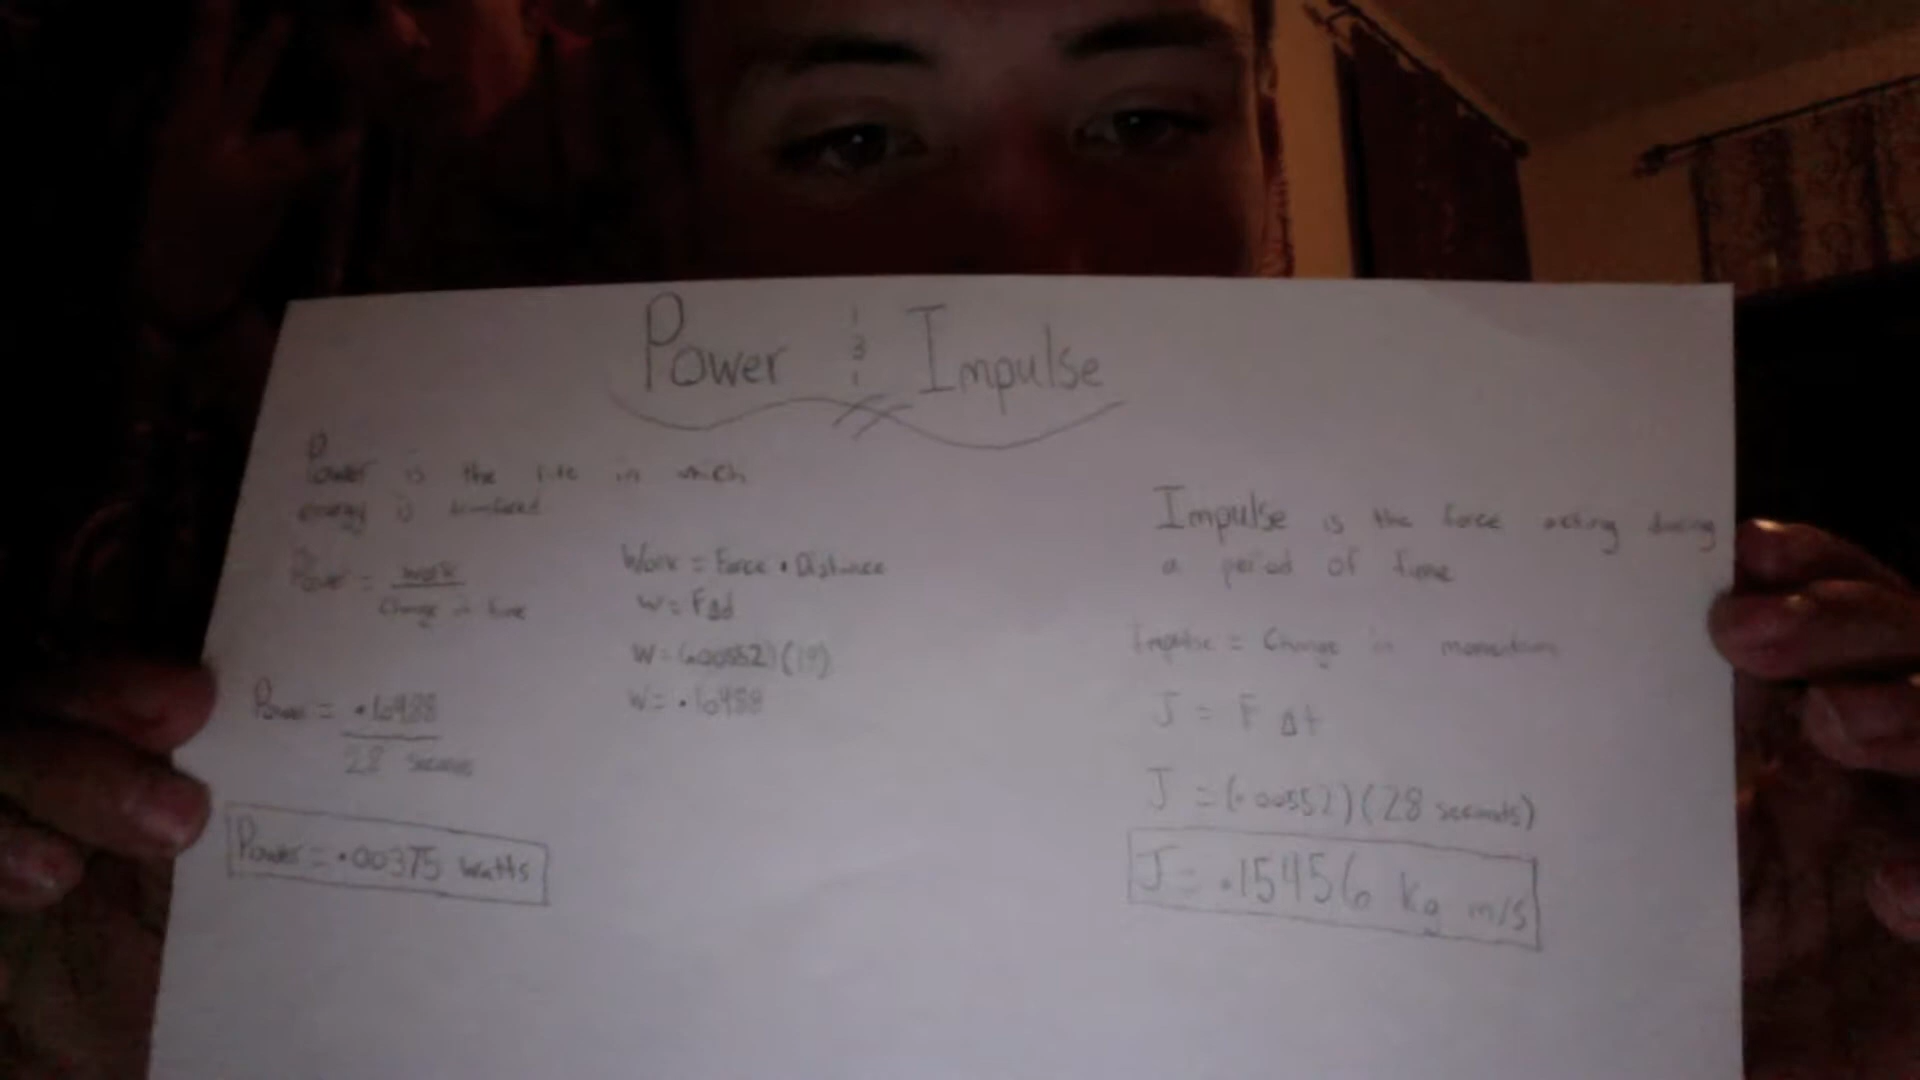 Power & Impulse
Power is the rate in which
energy is transfered
Power = work
Change in time
Work = Force • Distance
W = FΔd
W = (.00552)(19)
W = .10488
Power = .10488
28 seconds
Power = .00375 watts
Impulse is the force acting during
a period of time
Impulse = Change in momentum
J = F Δt
J = (.00552)(28 seconds)
J = .15456 kg m/s